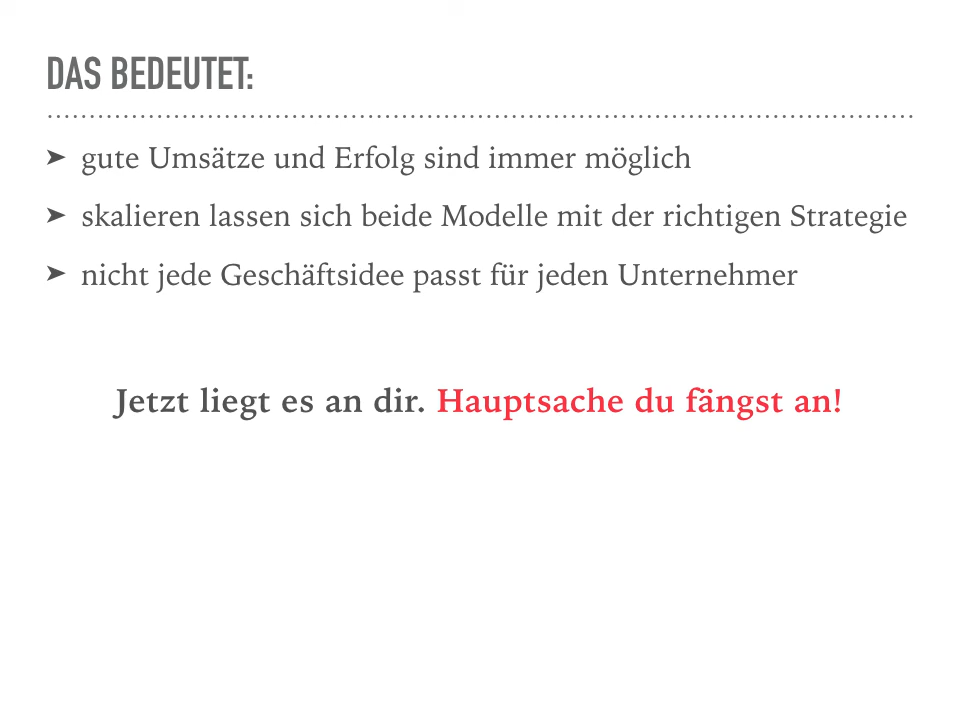 DAS BEDEUTET:
➤ gute Umsätze und Erfolg sind immer möglich
➤ skalieren lassen sich beide Modelle mit der richtigen Strategie
➤ nicht jede Geschäftsidee passt für jeden Unternehmer
Jetzt liegt es an dir. Hauptsache du fängst an!